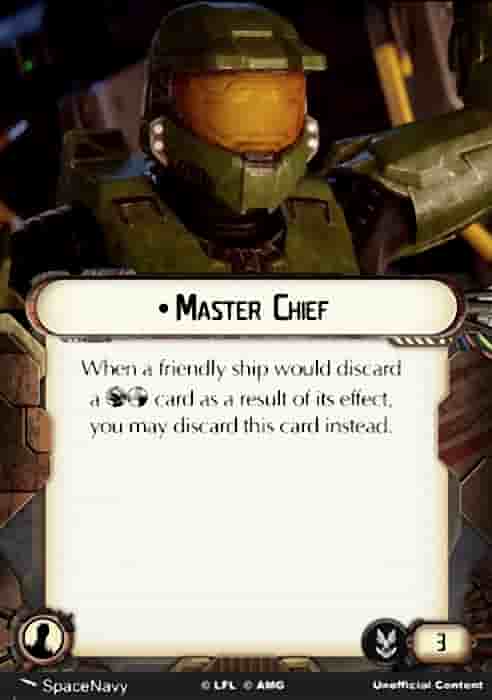 • MASTER CHIEF
When a friendly ship would discard
a card as a result of its effect,
you may discard this card instead.
3
SpaceNavy
© LFL © AMG
Unofficial Content